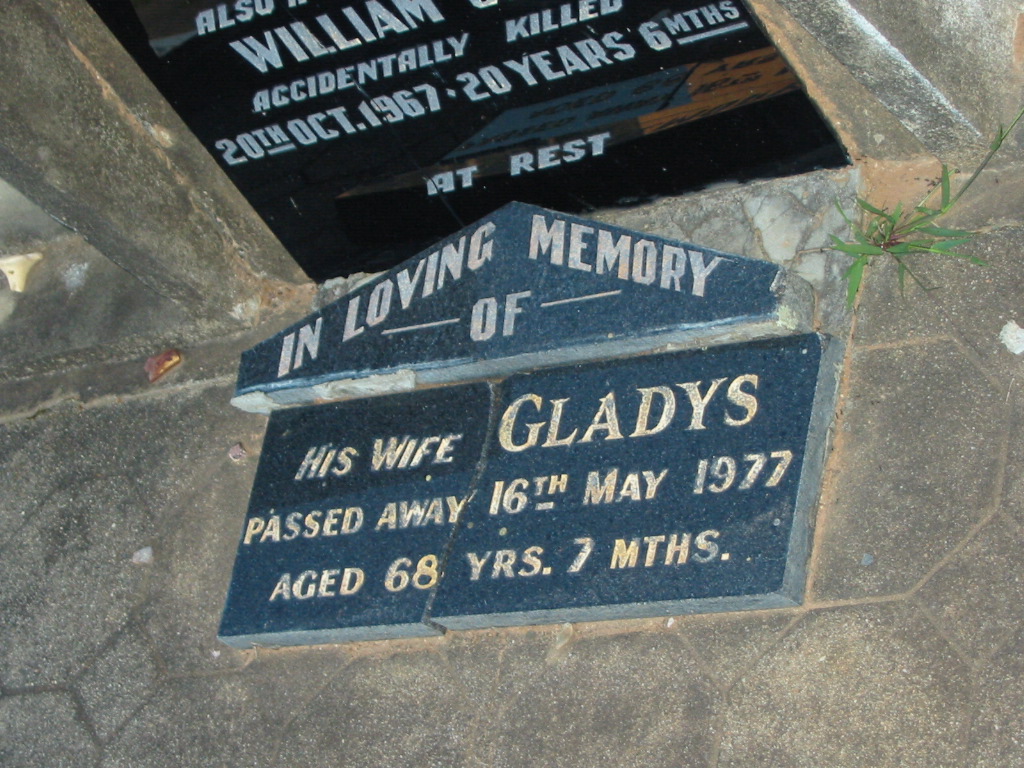 ALSO
WILLIAM
ACCIDENTALLY KILLED
20TH OCT. 1967 · 20 YEARS 6 MTHS
AT REST
IN LOVING MEMORY
OF
HIS WIFE GLADYS
PASSED AWAY 16TH MAY 1977
AGED 68 YRS. 7 MTHS.